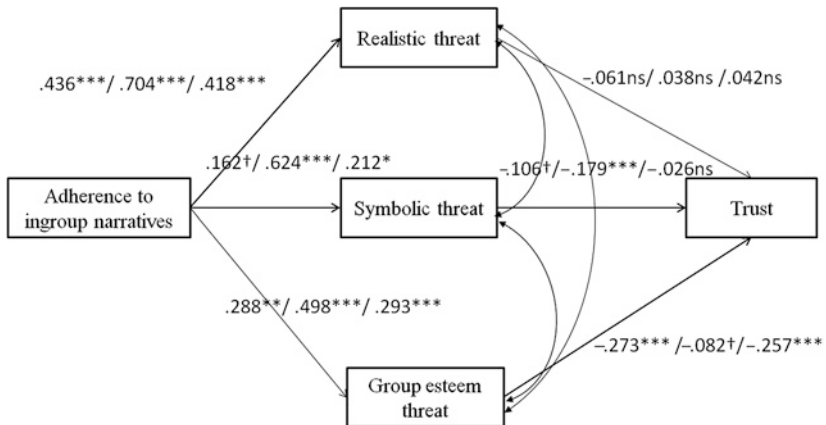 Realistic threat
.436***/ .704***/ .418***
–.061ns/ .038ns /.042ns
.162†/ .624***/ .212*
–.106†/–.179***/–.026ns
Adherence to
ingroup narratives
Symbolic threat
Trust
.288**/ .498***/ .293***
–.273*** /–.082†/–.257***
Group esteem
threat